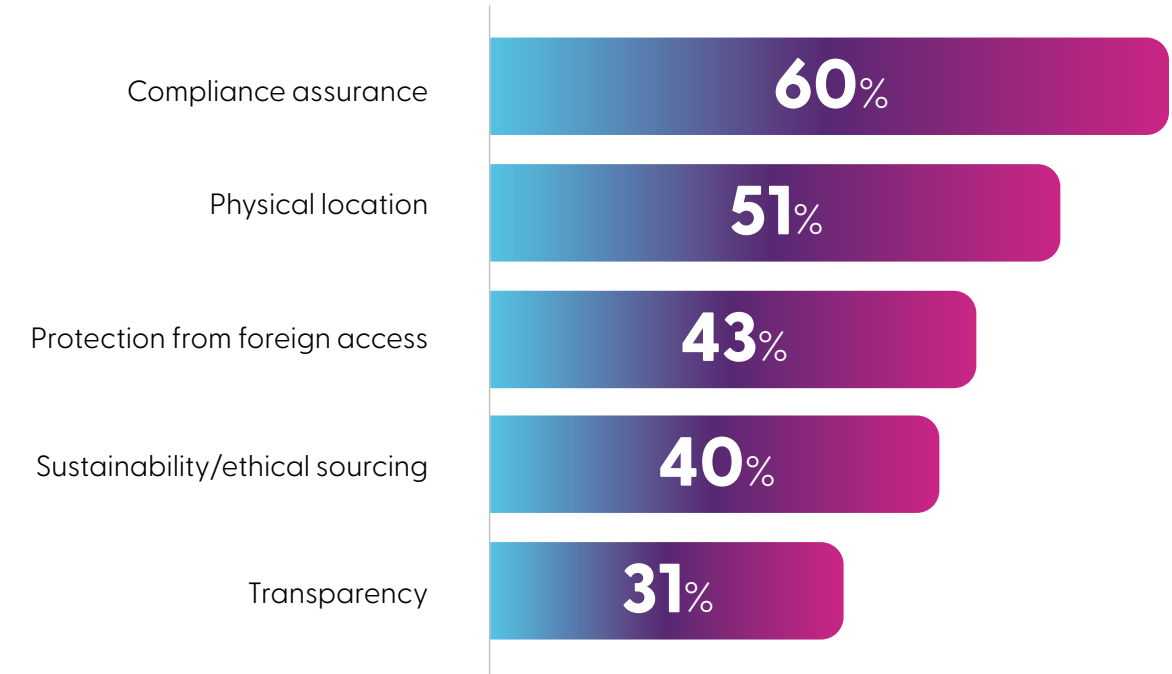 Compliance assurance 60%
Physical location 51%
Protection from foreign access 43%
Sustainability/ethical sourcing 40%
Transparency 31%